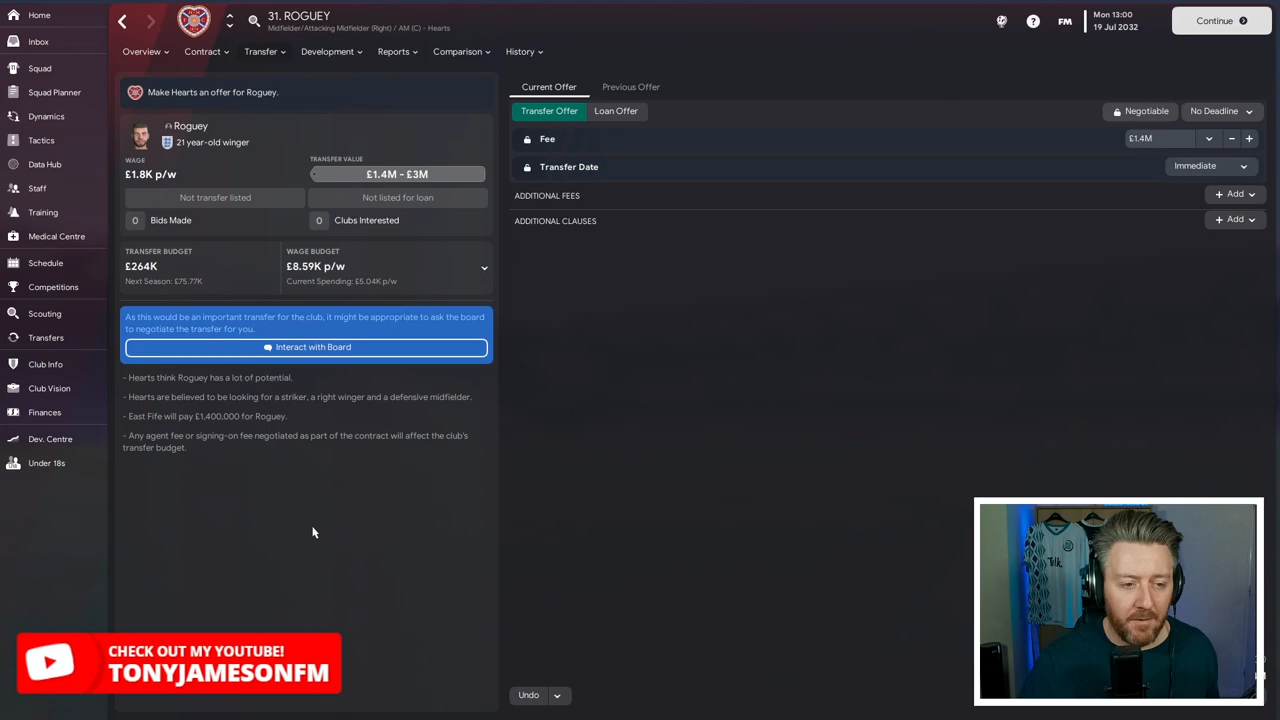 Home
Inbox
Squad
Squad Planner
Dynamics
Tactics
Data Hub
Staff
Training
Medical Centre
Schedule
Competitions
Scouting
Transfers
Club Info
Club Vision
Finances
Dev. Centre
Under 18s
31. ROGUEY
Midfielder/Attacking Midfielder (Right) / AM (C) - Hearts
FM
Mon 13:00
19 Jul 2032
Continue
Overview
Contract
Transfer
Development
Reports
Comparison
History
Make Hearts an offer for Roguey.
Roguey
21 year-old winger
WAGE
£1.8K p/w
TRANSFER VALUE
£1.4M - £3M
Not transfer listed
Not listed for loan
0 Bids Made
0 Clubs Interested
TRANSFER BUDGET
£264K
Next Season: £75.77K
WAGE BUDGET
£8.59K p/w
Current Spending: £5.04K p/w
As this would be an important transfer for the club, it might be appropriate to ask the board
to negotiate the transfer for you.
Interact with Board
- Hearts think Roguey has a lot of potential.
- Hearts are believed to be looking for a striker, a right winger and a defensive midfielder.
- East Fife will pay £1,400,000 for Roguey.
- Any agent fee or signing-on fee negotiated as part of the contract will affect the club's
transfer budget.
Current Offer
Previous Offer
Transfer Offer
Loan Offer
Negotiable
No Deadline
Fee
£1.4M
Transfer Date
Immediate
ADDITIONAL FEES
+ Add
ADDITIONAL CLAUSES
+ Add
Undo
CHECK OUT MY YOUTUBE!
TONYJAMESONFM